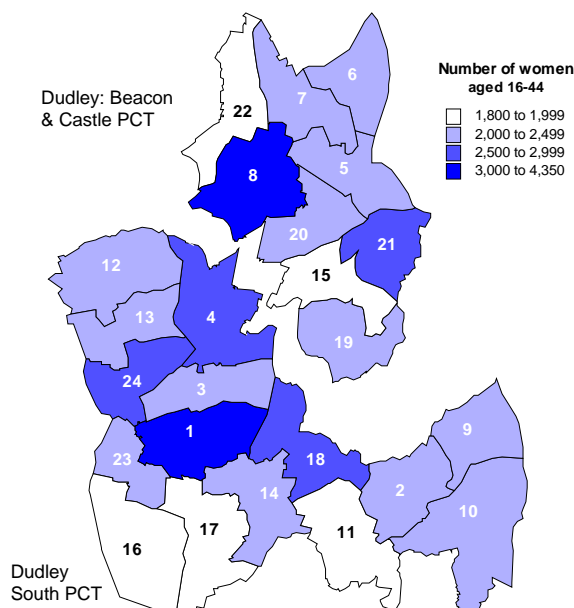 Dudley: Beacon
& Castle PCT
Number of women
aged 16-44
1,800 to 1,999
2,000 to 2,499
2,500 to 2,999
3,000 to 4,350
6
7
22
5
8
20
21
12
15
13
4
19
24
3
1
9
23
18
14
2
10
17
11
16
Dudley
South PCT